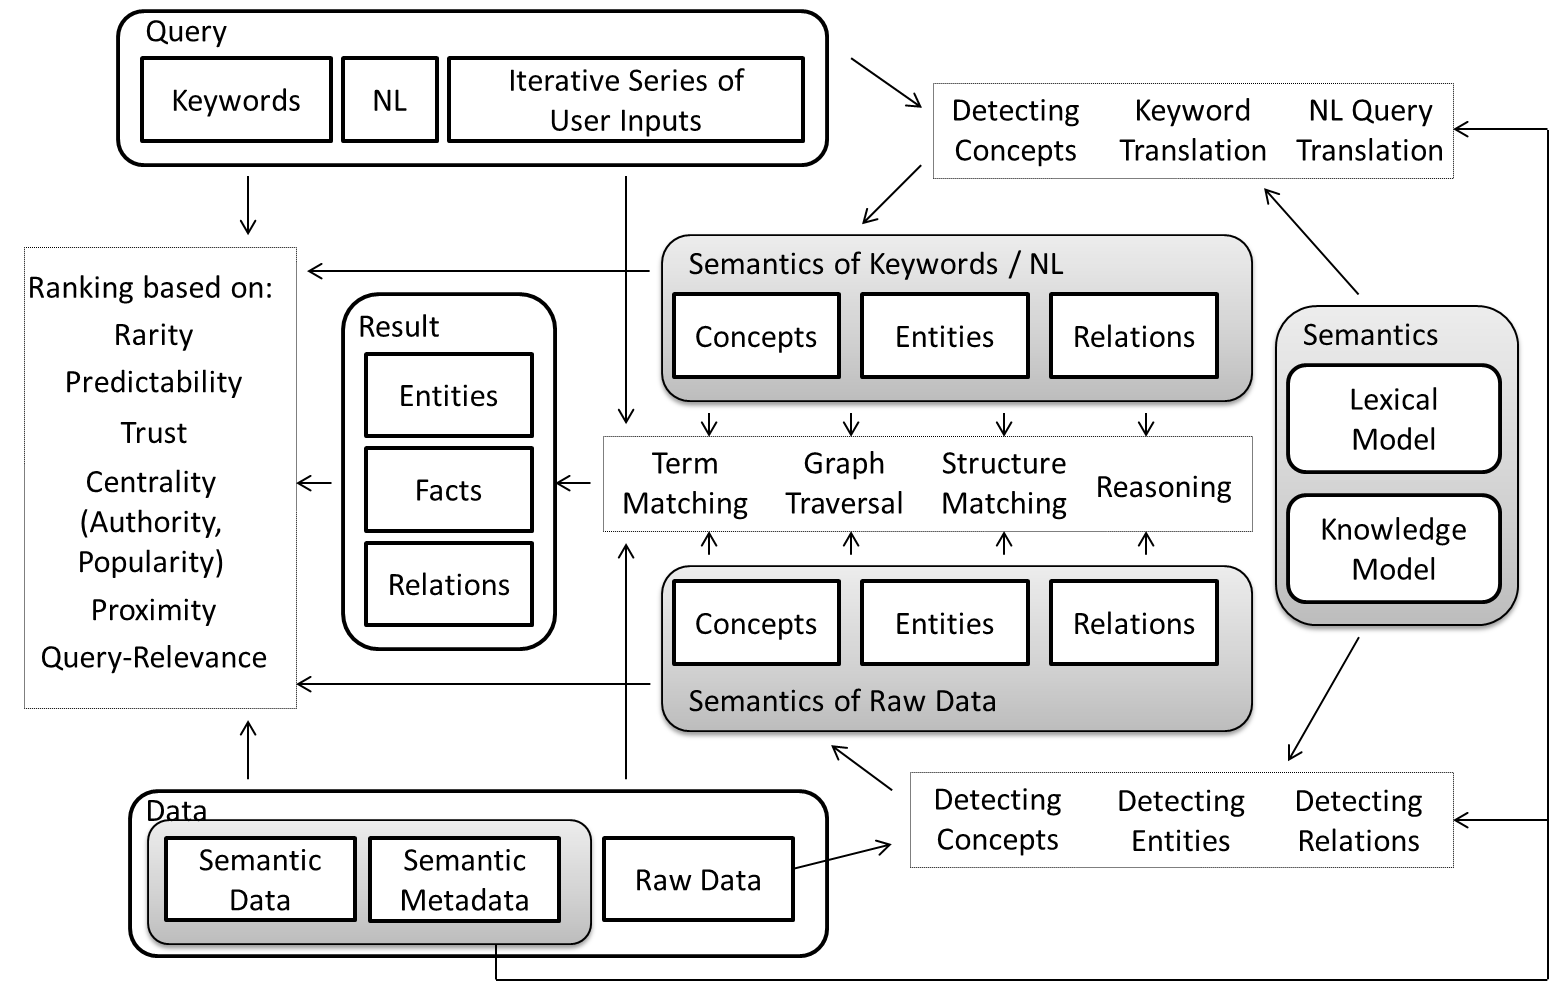 Query
Keywords
NL
Iterative Series of
User Inputs
Detecting
Concepts
Keyword
Translation
NL Query
Translation
Semantics of Keywords / NL
Concepts
Entities
Relations
Ranking based on:
Rarity
Predictability
Trust
Centrality
(Authority,
Popularity)
Proximity
Query-Relevance
Result
Entities
Facts
Relations
Term
Matching
Graph
Traversal
Structure
Matching
Reasoning
Semantics
Lexical
Model
Knowledge
Model
Concepts
Entities
Relations
Semantics of Raw Data
Data
Semantic
Data
Semantic
Metadata
Raw Data
Detecting
Concepts
Detecting
Entities
Detecting
Relations